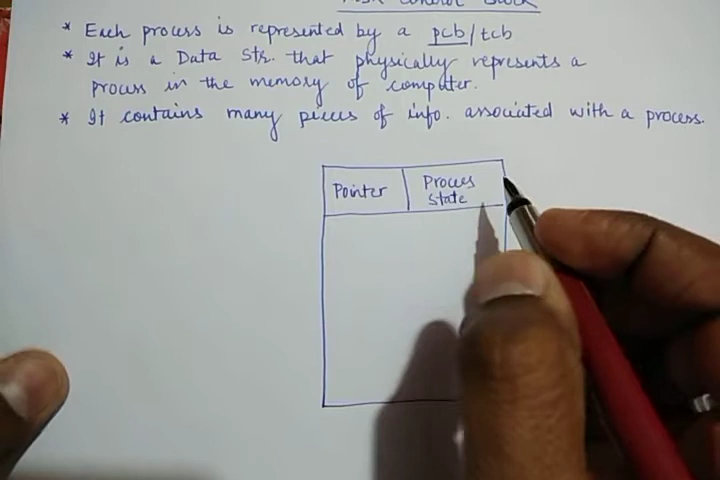 * Each process is represented by a pcb/tcb
* It is a Data Str. that physically represents a
process in the memory of computer.
* It contains many pieces of info. associated with a process.
Pointer
Process
State